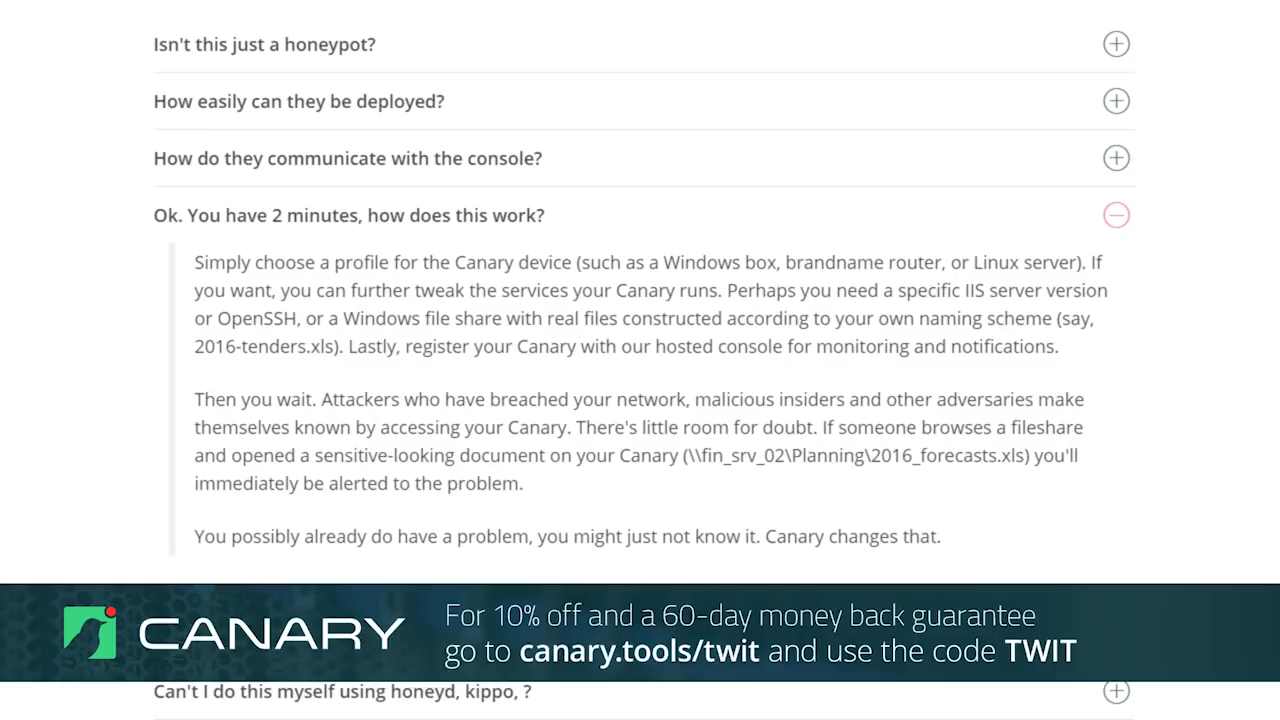 Isn't this just a honeypot?
How easily can they be deployed?
How do they communicate with the console?
Ok. You have 2 minutes, how does this work?
Simply choose a profile for the Canary device (such as a Windows box, brandname router, or Linux server). If
you want, you can further tweak the services your Canary runs. Perhaps you need a specific IIS server version
or OpenSSH, or a Windows file share with real files constructed according to your own naming scheme (say,
2016-tenders.xls). Lastly, register your Canary with our hosted console for monitoring and notifications.
Then you wait. Attackers who have breached your network, malicious insiders and other adversaries make
themselves known by accessing your Canary. There's little room for doubt. If someone browses a fileshare
and opened a sensitive-looking document on your Canary (\\fin_srv_02\Planning\2016_forecasts.xls) you'll
immediately be alerted to the problem.
You possibly already do have a problem, you might just not know it. Canary changes that.
CANARY
For 10% off and a 60-day money back guarantee
go to canary.tools/twit and use the code TWIT
Can't I do this myself using honeyd, kippo, ?